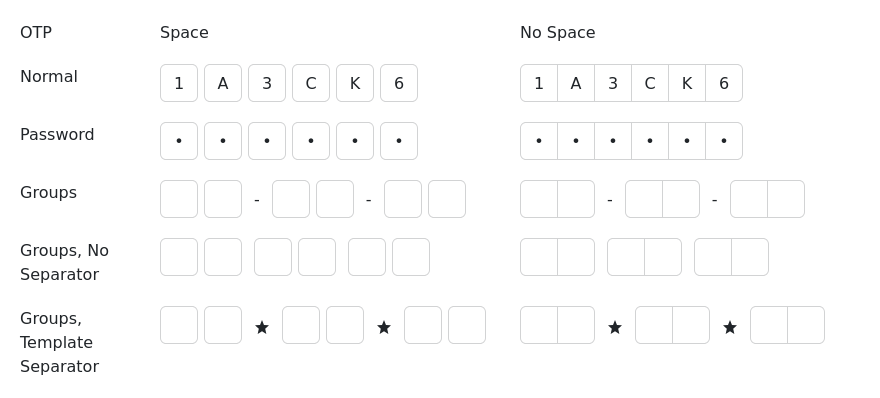 OTP Space No Space
Normal 1 A 3 C K 6 1 A 3 C K 6
Password • • • • • • • • • • • •
Groups - - - -
Groups, No
Separator
Groups, ★ ★ ★ ★
Template
Separator